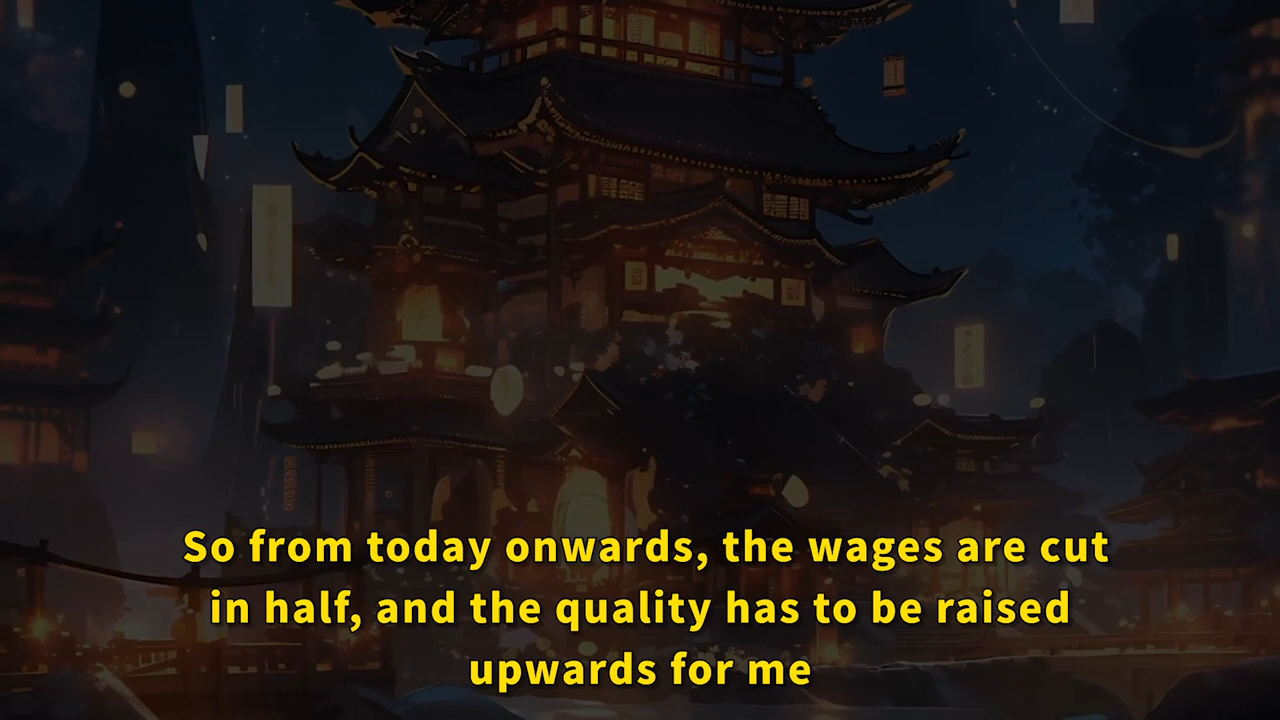 So from today onwards, the wages are cut
in half, and the quality has to be raised
upwards for me